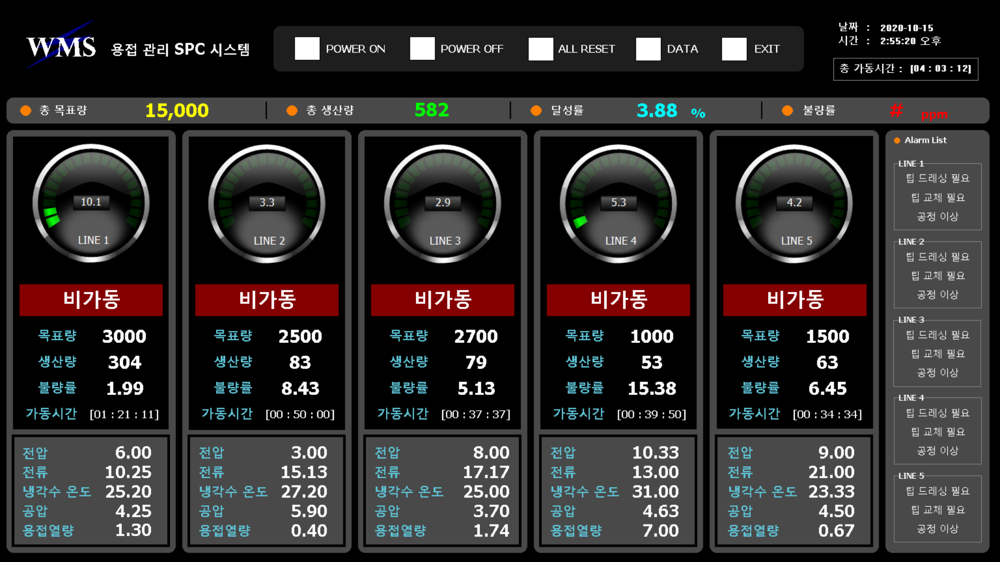 WMS 용접 관리 SPC 시스템
POWER ON POWER OFF ALL RESET DATA EXIT
날짜 : 2020-10-15
시간 : 2:55:20 오후
총 가동시간 : [04 : 03 : 12]
총 목표량 15,000 총 생산량 582 달성률 3.88 % 불량률 # ppm
10.1
LINE 1
비가동
목표량 3000
생산량 304
불량률 1.99
가동시간 [01 : 21 : 11]
전압 6.00
전류 10.25
냉각수 온도 25.20
공압 4.25
용접열량 1.30
3.3
LINE 2
비가동
목표량 2500
생산량 83
불량률 8.43
가동시간 [00 : 50 : 00]
전압 3.00
전류 15.13
냉각수 온도 27.20
공압 5.90
용접열량 0.40
2.9
LINE 3
비가동
목표량 2700
생산량 79
불량률 5.13
가동시간 [00 : 37 : 37]
전압 8.00
전류 17.17
냉각수 온도 25.00
공압 3.70
용접열량 1.74
5.3
LINE 4
비가동
목표량 1000
생산량 53
불량률 15.38
가동시간 [00 : 39 : 50]
전압 10.33
전류 13.00
냉각수 온도 31.00
공압 4.63
용접열량 7.00
4.2
LINE 5
비가동
목표량 1500
생산량 63
불량률 6.45
가동시간 [00 : 34 : 34]
전압 9.00
전류 21.00
냉각수 온도 23.33
공압 4.50
용접열량 0.67
Alarm List
LINE 1
팁 드레싱 필요
팁 교체 필요
공정 이상
LINE 2
팁 드레싱 필요
팁 교체 필요
공정 이상
LINE 3
팁 드레싱 필요
팁 교체 필요
공정 이상
LINE 4
팁 드레싱 필요
팁 교체 필요
공정 이상
LINE 5
팁 드레싱 필요
팁 교체 필요
공정 이상